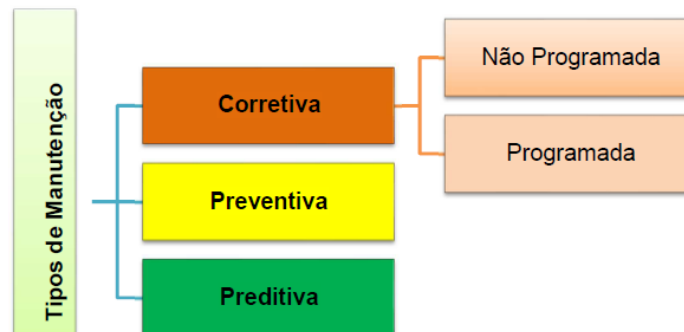 Tipos de Manutenção
Corretiva
Não Programada
Programada
Preventiva
Preditiva